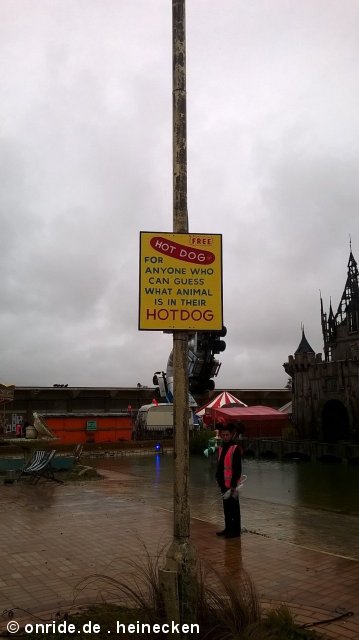 FREE
HOT DOG
FOR
ANYONE WHO
CAN GUESS
WHAT ANIMAL
IS IN THEIR
HOTDOG
© onride.de . heinecken